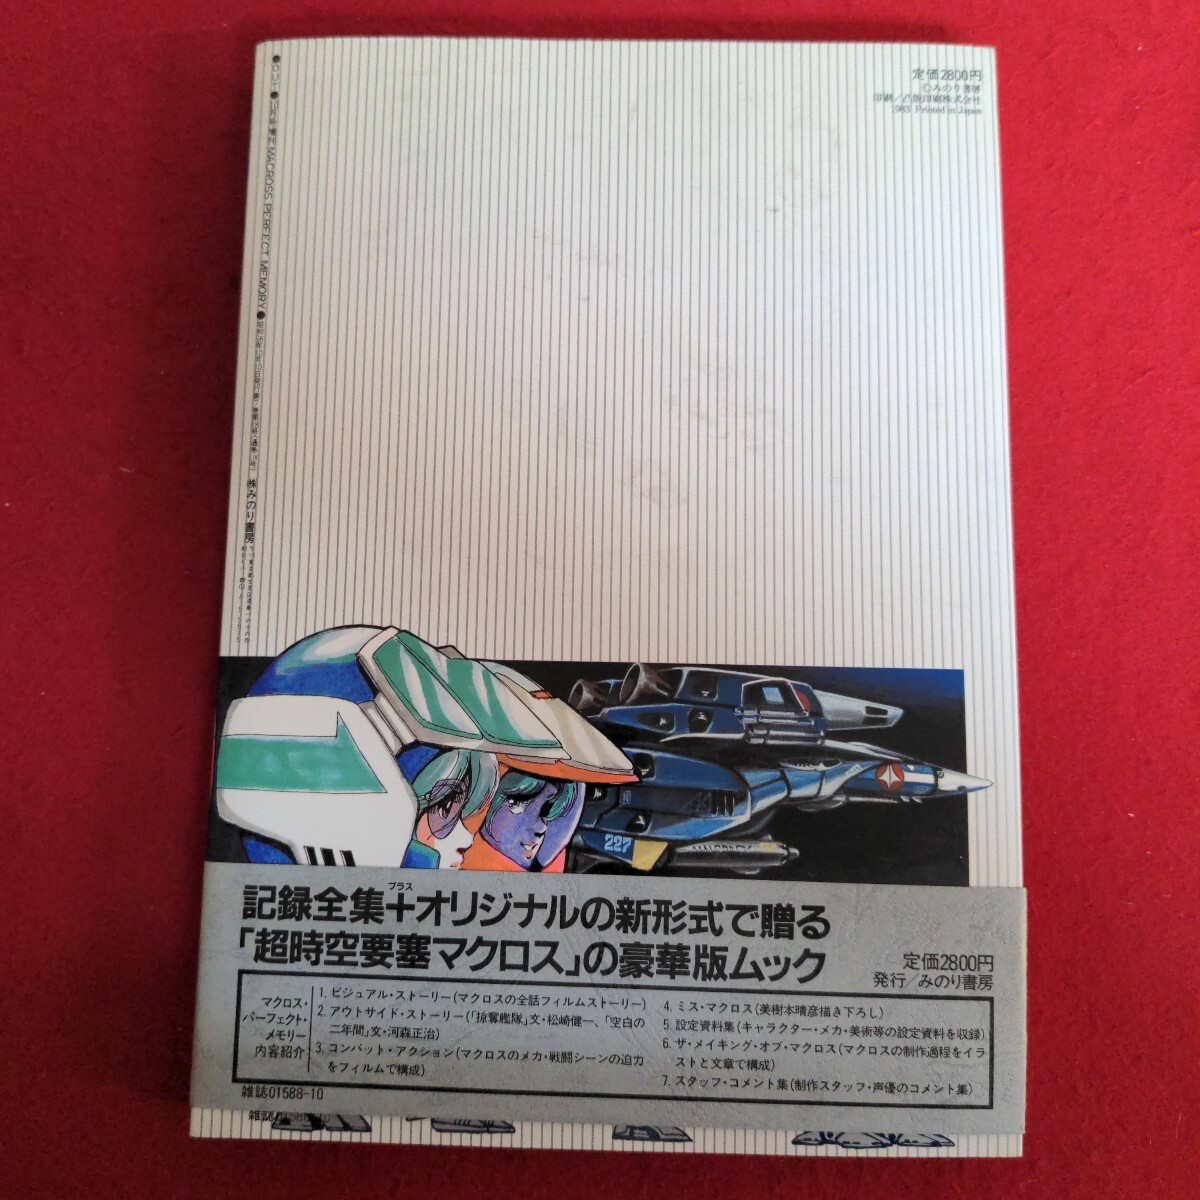 定価2800円
©みのり書房
印刷／凸版印刷株式会社
1983 Printed in Japan
MACROSS PERFECT MEMORY
㈱みのり書房
227
記録全集+オリジナルの新形式で贈る
プラス
「超時空要塞マクロス」の豪華版ムック
定価2800円
発行／みのり書房
マクロス・
パーフェクト・
メモリー
内容紹介
1. ビジュアル・ストーリー(マクロスの全話フィルムストーリー)
2. アウトサイド・ストーリー(「掠奪艦隊」文・松崎健一、「空白の
二年間」文・河森正治)
3. コンバット・アクション(マクロスのメカ・戦闘シーンの迫力
をフィルムで構成)
4. ミス・マクロス(美樹本晴彦描き下ろし)
5. 設定資料集(キャラクター・メカ・美術等の設定資料を収録)
6. ザ・メイキング・オブ・マクロス(マクロスの制作過程をイラ
ストと文章で構成)
7. スタッフ・コメント集(制作スタッフ・声優のコメント集)
雑誌01588-10